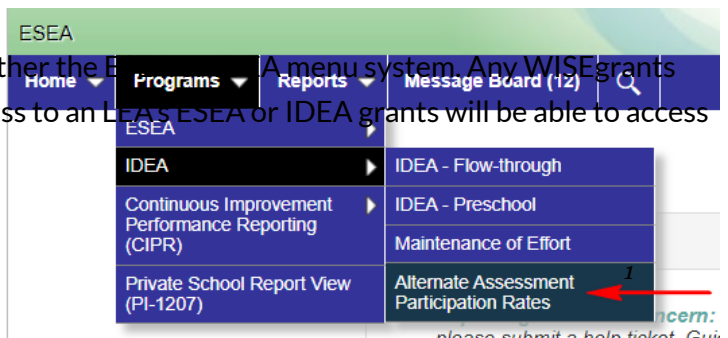 ESEA
ther the E A menu system. Any WISEgrants
Home Programs Reports Message Board (12)
ss to an LEA's ESEA or IDEA grants will be able to access
ESEA
IDEA
IDEA - Flow-through
Continuous Improvement
Performance Reporting
(CIPR)
IDEA - Preschool
Maintenance of Effort
Private School Report View
(PI-1207)
Alternate Assessment
Participation Rates
1
ncern:
please submit a help ticket. Gui